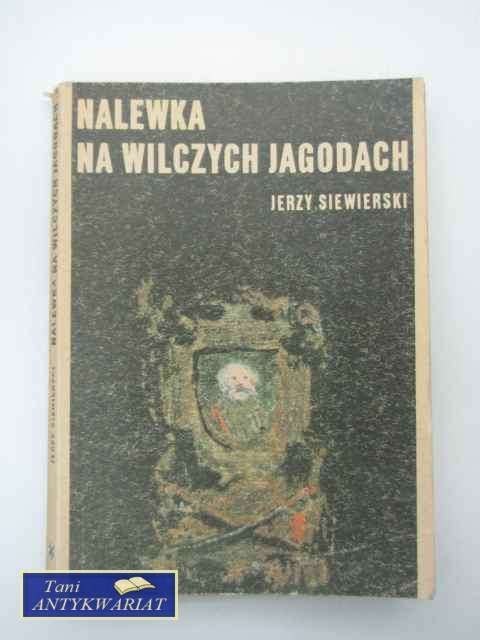 NALEWKA
NA WILCZYCH JAGODACH
JERZY SIEWIERSKI
JERZY SIEWIERSKI NALEWKA NA WILCZYCH JAGODACH
Tani
ANTYKWARIAT